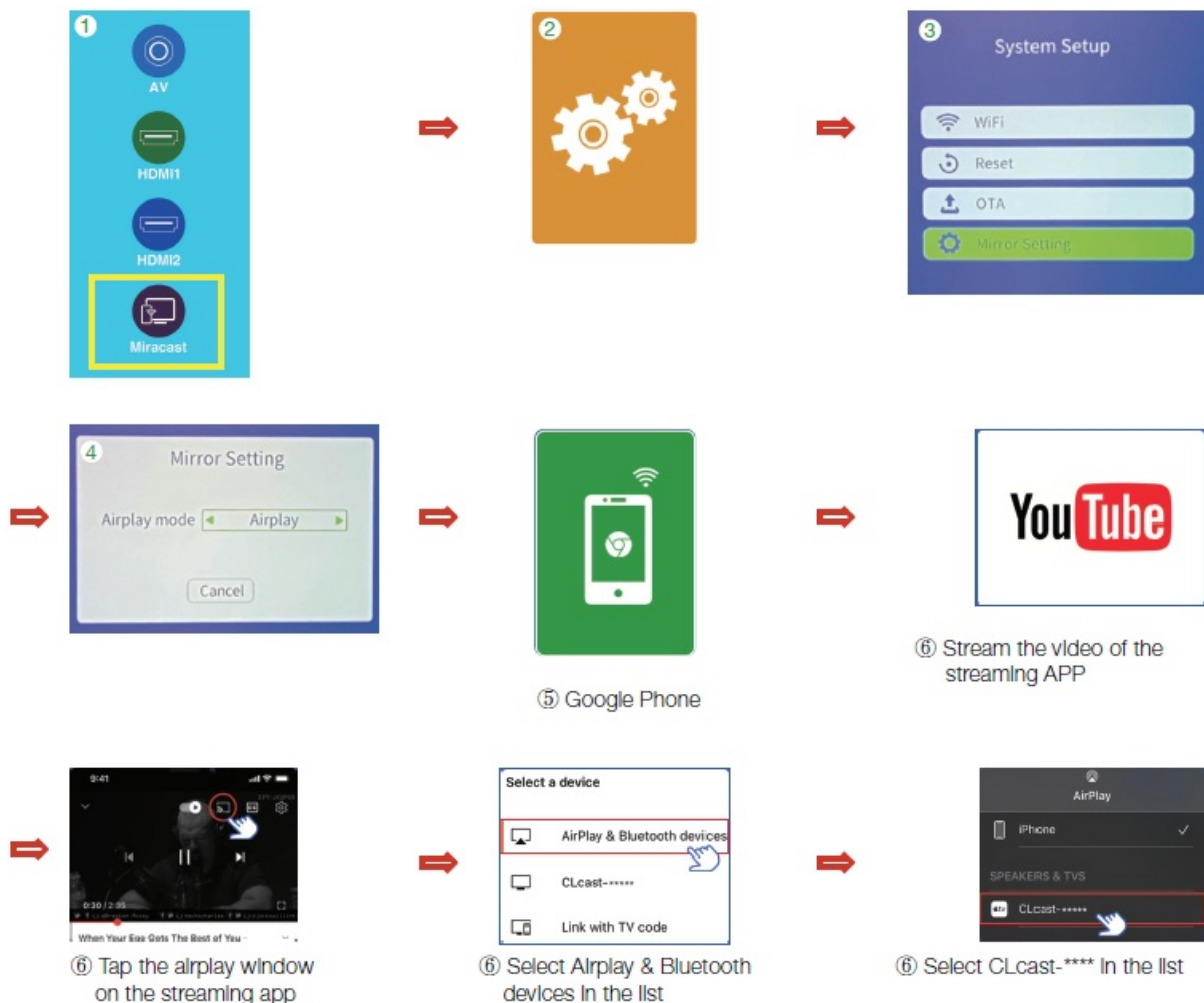 ①
AV
HDMI1
HDMI2
Miracast
②
③
System Setup
WiFi
Reset
OTA
Mirror Setting
④
Mirror Setting
Airplay mode
Airplay
Cancel
⑤ Google Phone
YouTube
⑥ Stream the video of the
streaming APP
9:41
0:30 / 2:35
When Your Ego Gets The Best of You -
⑥ Tap the airplay window
on the streaming app
Select a device
AirPlay & Bluetooth devices
CLcast-*****
Link with TV code
⑥ Select Airplay & Bluetooth
devices in the list
AirPlay
iPhone
SPEAKERS & TVS
tv
CLcast-*****
⑥ Select CLcast-**** in the list